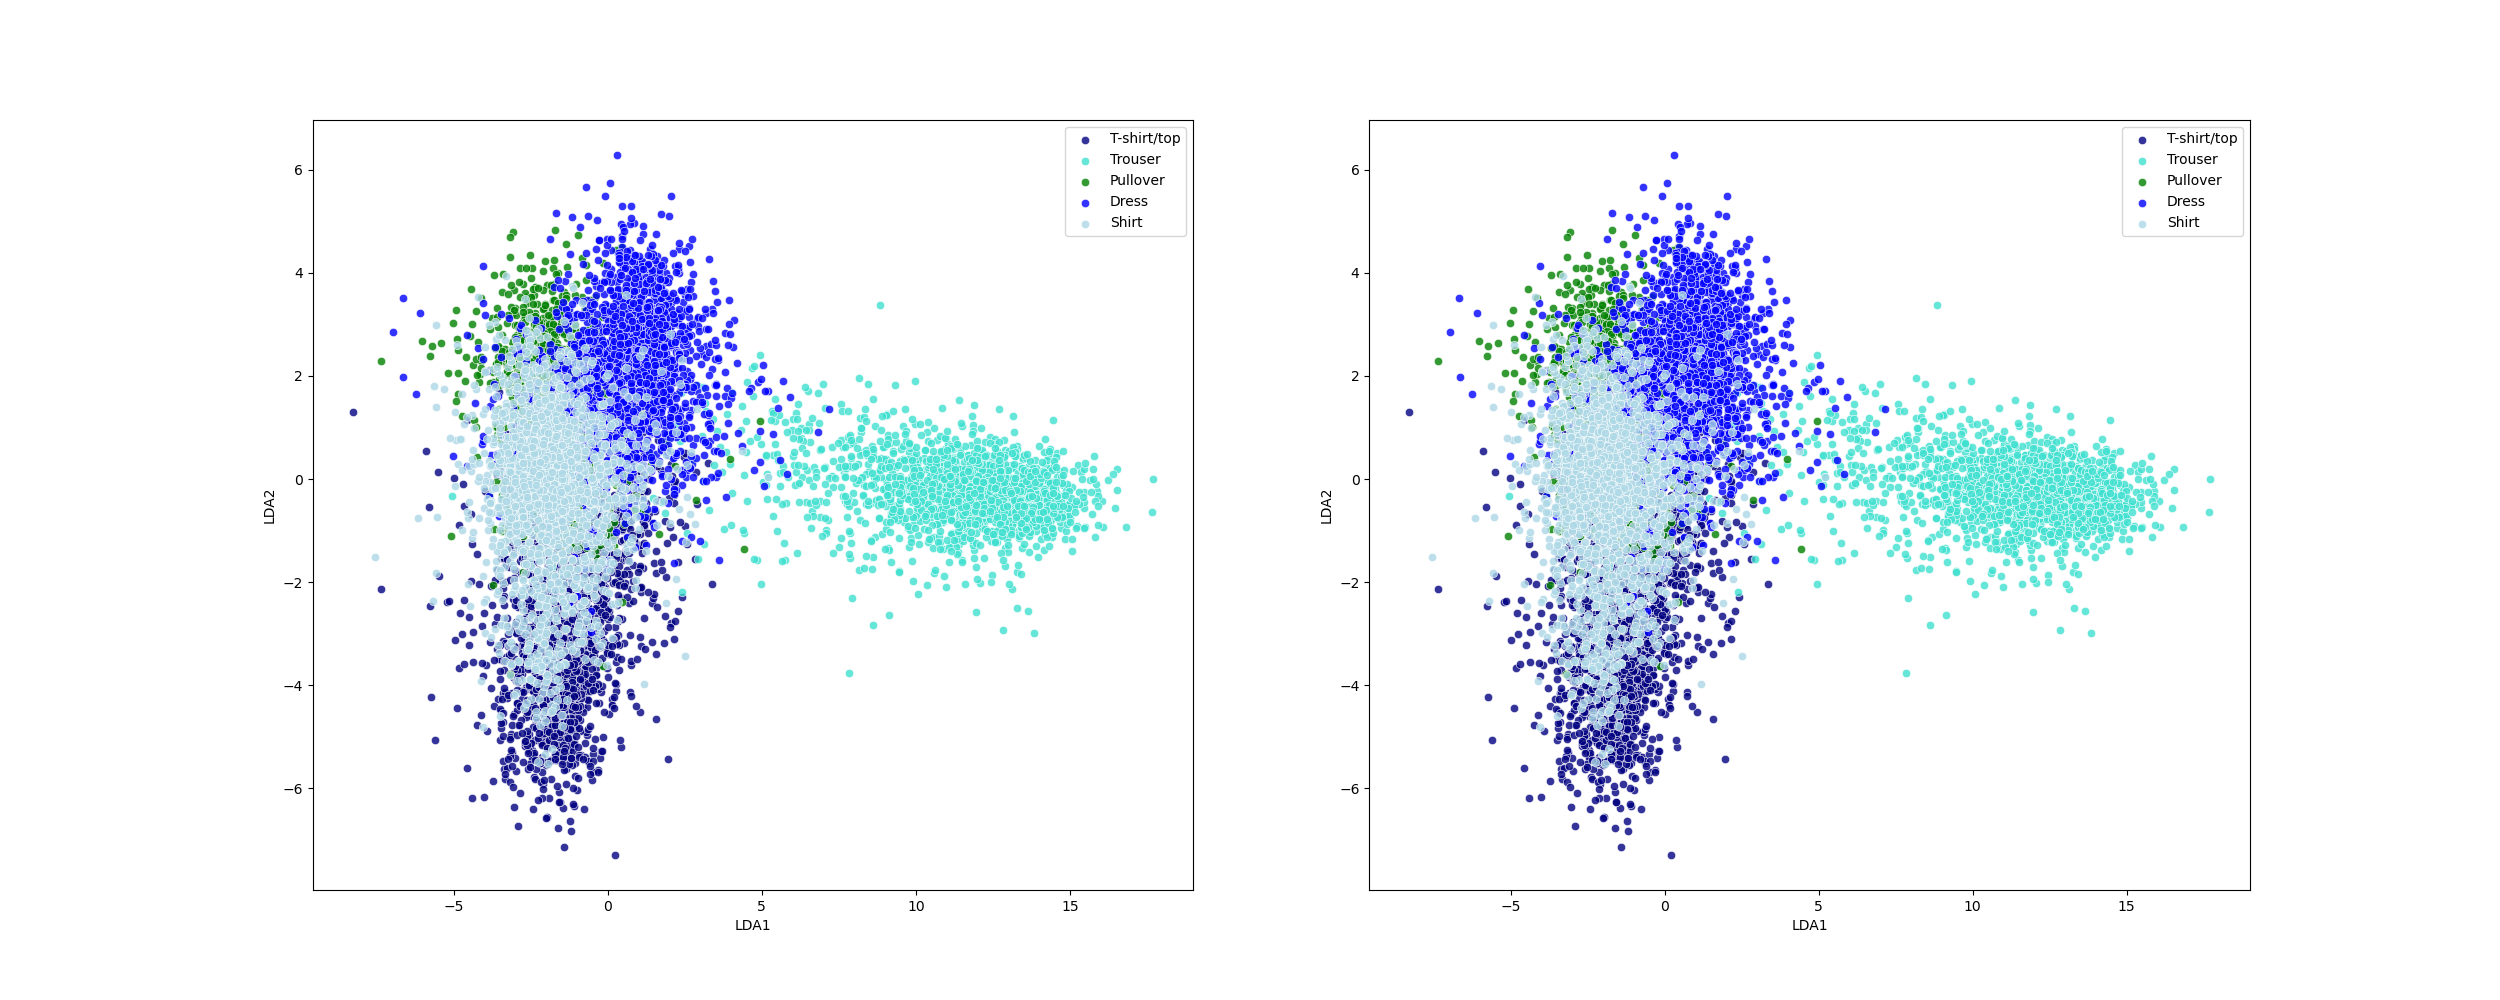 T-shirt/top
Trouser
Pullover
Dress
Shirt
6
4
2
0
−2
−4
−6
LDA2
−5 0 5 10 15
LDA1
T-shirt/top
Trouser
Pullover
Dress
Shirt
6
4
2
0
−2
−4
−6
LDA2
−5 0 5 10 15
LDA1